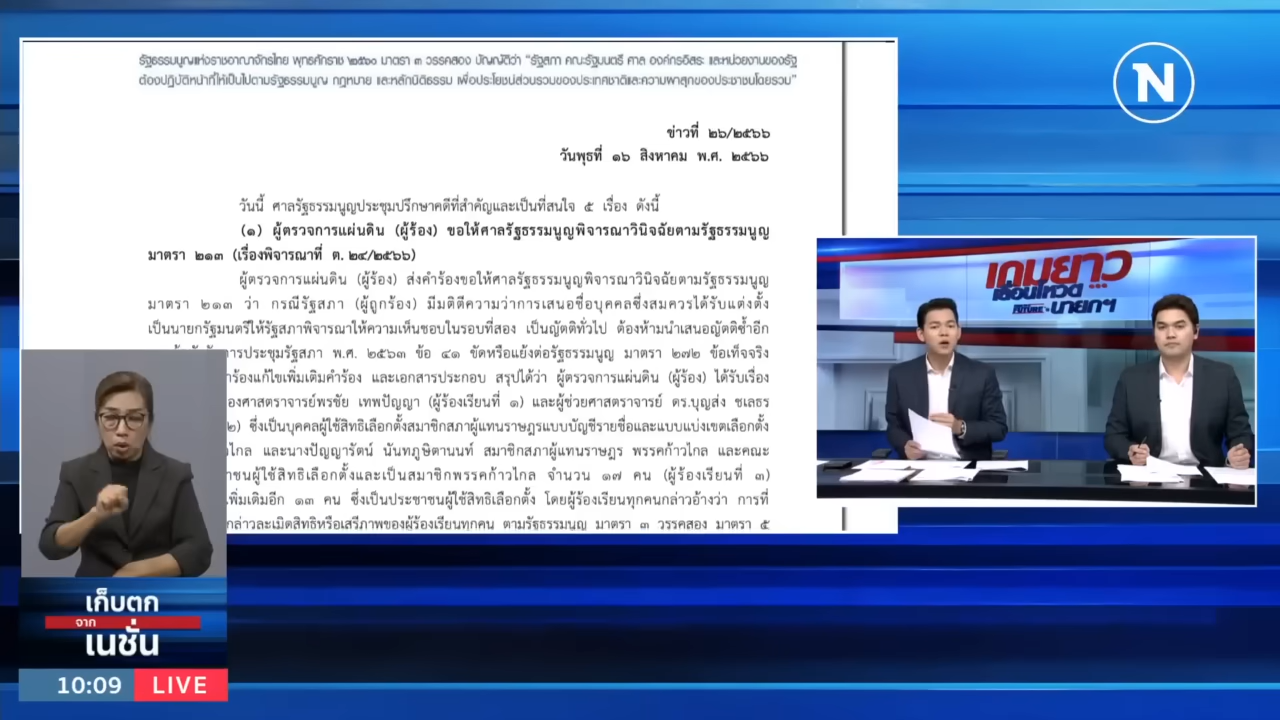 รัฐธรรมนูญแห่งราชอาณาจักรไทย พุทธศักราช ๒๕๖๐ มาตรา ๓ วรรคสอง บัญญัติว่า "รัฐสภา คณะรัฐมนตรี ศาล องค์กรอิสระ และหน่วยงานของรัฐ
ต้องปฏิบัติหน้าที่ให้เป็นไปตามรัฐธรรมนูญ กฎหมาย และหลักนิติธรรม เพื่อประโยชน์ส่วนรวมของประเทศชาติและความผาสุกของประชาชนโดยรวม"
ข่าวที่ ๒๖/๒๕๖๖
วันพุธที่ ๑๖ สิงหาคม พ.ศ. ๒๕๖๖
วันนี้ ศาลรัฐธรรมนูญประชุมปรึกษาคดีที่สำคัญและเป็นที่สนใจ ๕ เรื่อง ดังนี้
(๑) ผู้ตรวจการแผ่นดิน (ผู้ร้อง) ขอให้ศาลรัฐธรรมนูญพิจารณาวินิจฉัยตามรัฐธรรมนูญ
มาตรา ๒๑๓ (เรื่องพิจารณาที่ ต. ๒๔/๒๕๖๖)
ผู้ตรวจการแผ่นดิน (ผู้ร้อง) ส่งคำร้องขอให้ศาลรัฐธรรมนูญพิจารณาวินิจฉัยตามรัฐธรรมนูญ
มาตรา ๒๑๓ ว่า กรณีรัฐสภา (ผู้ถูกร้อง) มีมติตีความว่าการเสนอชื่อบุคคลซึ่งสมควรได้รับแต่งตั้ง
เป็นนายกรัฐมนตรีให้รัฐสภาพิจารณาให้ความเห็นชอบในรอบที่สอง เป็นญัตติทั่วไป ต้องห้ามนำเสนอญัตติซ้ำอีก
การประชุมรัฐสภา พ.ศ. ๒๕๖๓ ข้อ ๔๑ ขัดหรือแย้งต่อรัฐธรรมนูญ มาตรา ๒๗๒ ข้อเท็จจริง
ร้องแก้ไขเพิ่มเติมคำร้อง และเอกสารประกอบ สรุปได้ว่า ผู้ตรวจการแผ่นดิน (ผู้ร้อง) ได้รับเรื่อง
องศาสตราจารย์พรชัย เทพปัญญา (ผู้ร้องเรียนที่ ๑) และผู้ช่วยศาสตราจารย์ ดร.บุญส่ง ชเลธร
๒) ซึ่งเป็นบุคคลผู้ใช้สิทธิเลือกตั้งสมาชิกสภาผู้แทนราษฎรแบบบัญชีรายชื่อและแบบแบ่งเขตเลือกตั้ง
ไกล และนางปัญญารัตน์ นันทภูษิตานนท์ สมาชิกสภาผู้แทนราษฎร พรรคก้าวไกล และคณะ
ชาชนผู้ใช้สิทธิเลือกตั้งและเป็นสมาชิกพรรคก้าวไกล จำนวน ๑๗ คน (ผู้ร้องเรียนที่ ๓)
เพิ่มเติมอีก ๑๓ คน ซึ่งเป็นประชาชนผู้ใช้สิทธิเลือกตั้ง โดยผู้ร้องเรียนทุกคนกล่าวอ้างว่า การที่
กล่าวละเมิดสิทธิหรือเสรีภาพของผู้ร้องเรียนทุกคน ตามรัฐธรรมนูญ มาตรา ๓ วรรคสอง มาตรา ๕
N
เกมยาว
เชือดโหวต
FUTURE
นายกฯ
เก็บตก
จาก
เนชั่น
10:09 LIVE